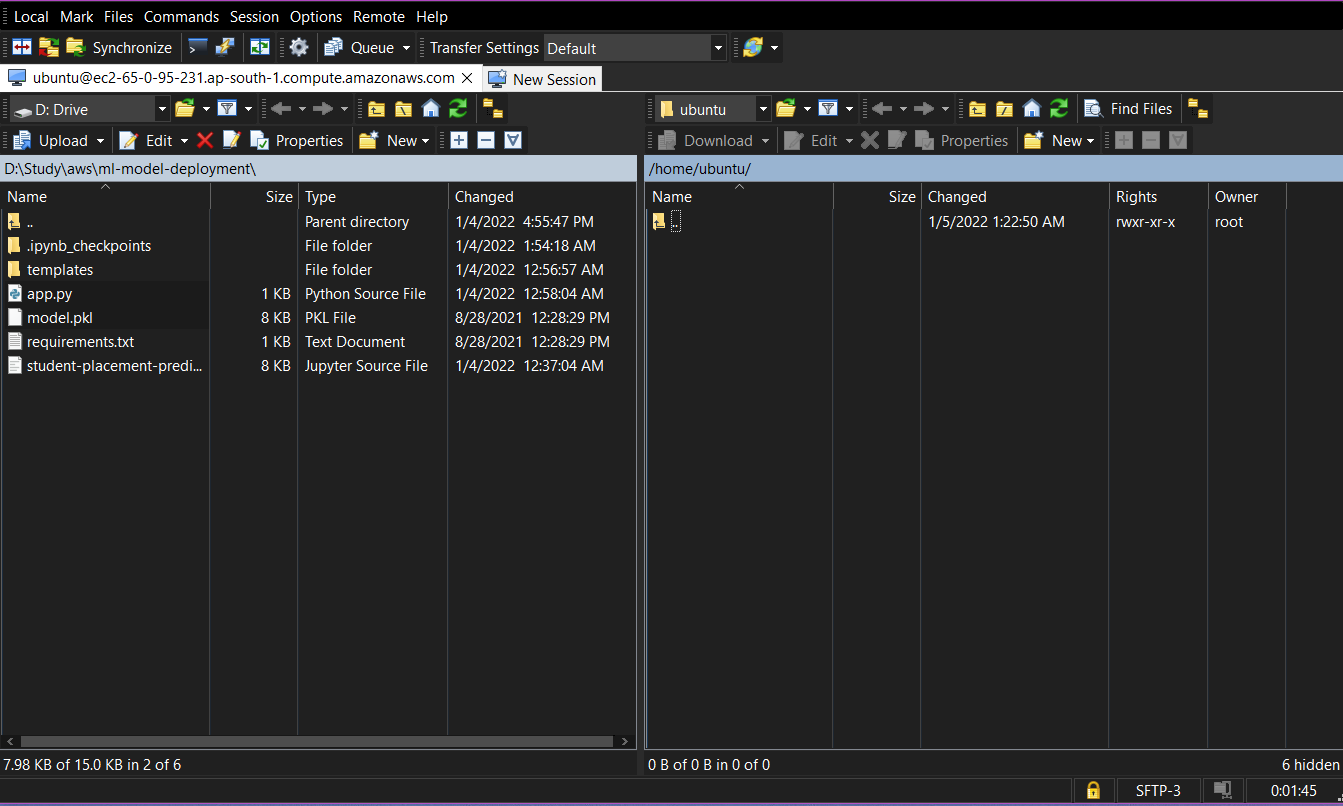 Local Mark Files Commands Session Options Remote Help
Synchronize Queue Transfer Settings Default
ubuntu@ec2-65-0-95-231.ap-south-1.compute.amazonaws.com New Session
D: Drive
Upload Edit Properties New
D:\Study\aws\ml-model-deployment\
Name Size Type Changed
.. Parent directory 1/4/2022 4:55:47 PM
.ipynb_checkpoints File folder 1/4/2022 1:54:18 AM
templates File folder 1/4/2022 12:56:57 AM
app.py 1 KB Python Source File 1/4/2022 12:58:04 AM
model.pkl 8 KB PKL File 8/28/2021 12:28:29 PM
requirements.txt 1 KB Text Document 8/28/2021 12:28:29 PM
student-placement-predi... 8 KB Jupyter Source File 1/4/2022 12:37:04 AM
7.98 KB of 15.0 KB in 2 of 6
ubuntu Find Files
Download Edit Properties New
/home/ubuntu/
Name Size Changed Rights Owner
.. 1/5/2022 1:22:50 AM rwxr-xr-x root
0 B of 0 B in 0 of 0 6 hidden
SFTP-3 0:01:45